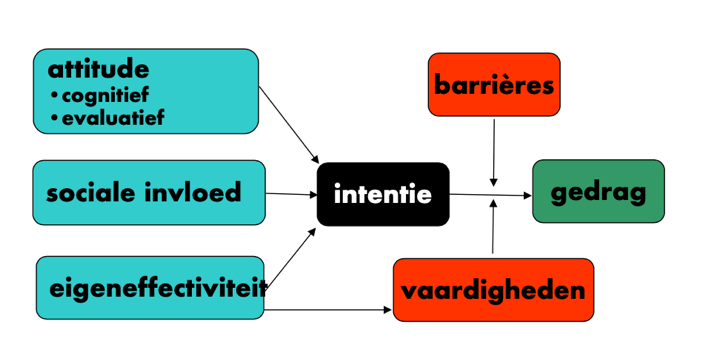 attitude
• cognitief
• evaluatief
barrières
sociale invloed
intentie
gedrag
eigeneffectiviteit
vaardigheden